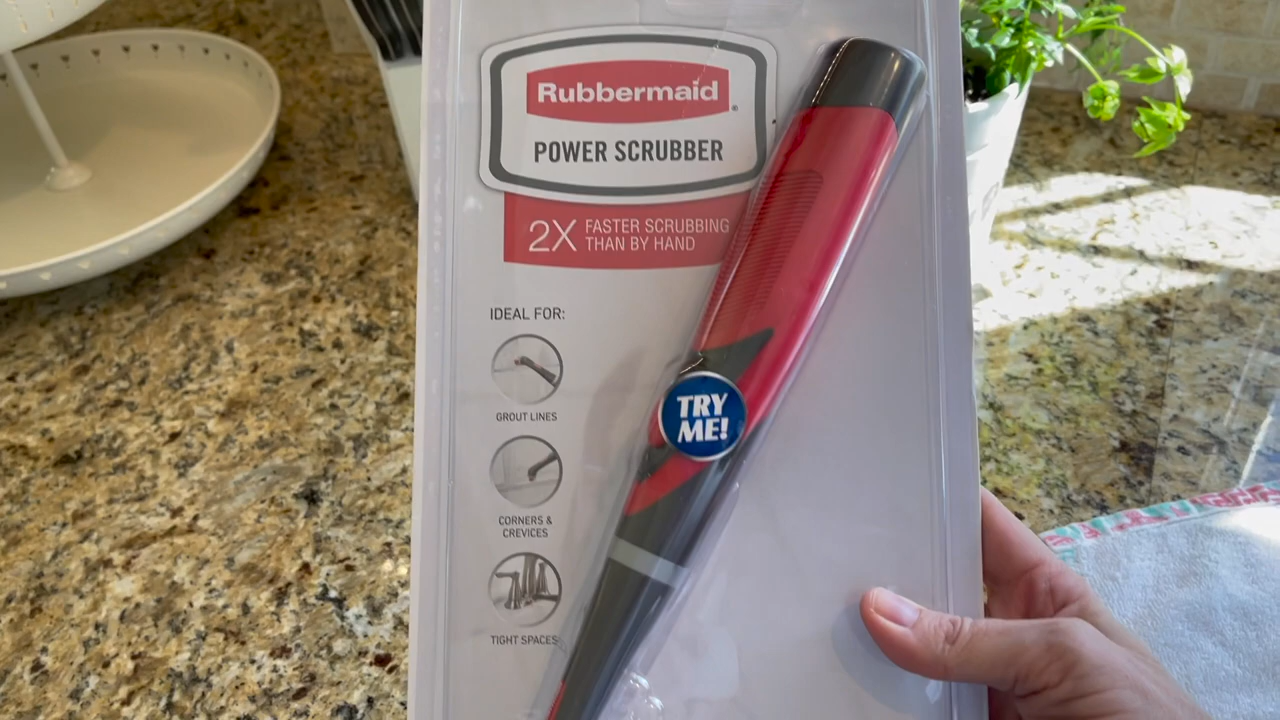 Rubbermaid
POWER SCRUBBER
2X FASTER SCRUBBING
THAN BY HAND
IDEAL FOR:
GROUT LINES
TRY
ME!
CORNERS &
CREVICES
TIGHT SPACES